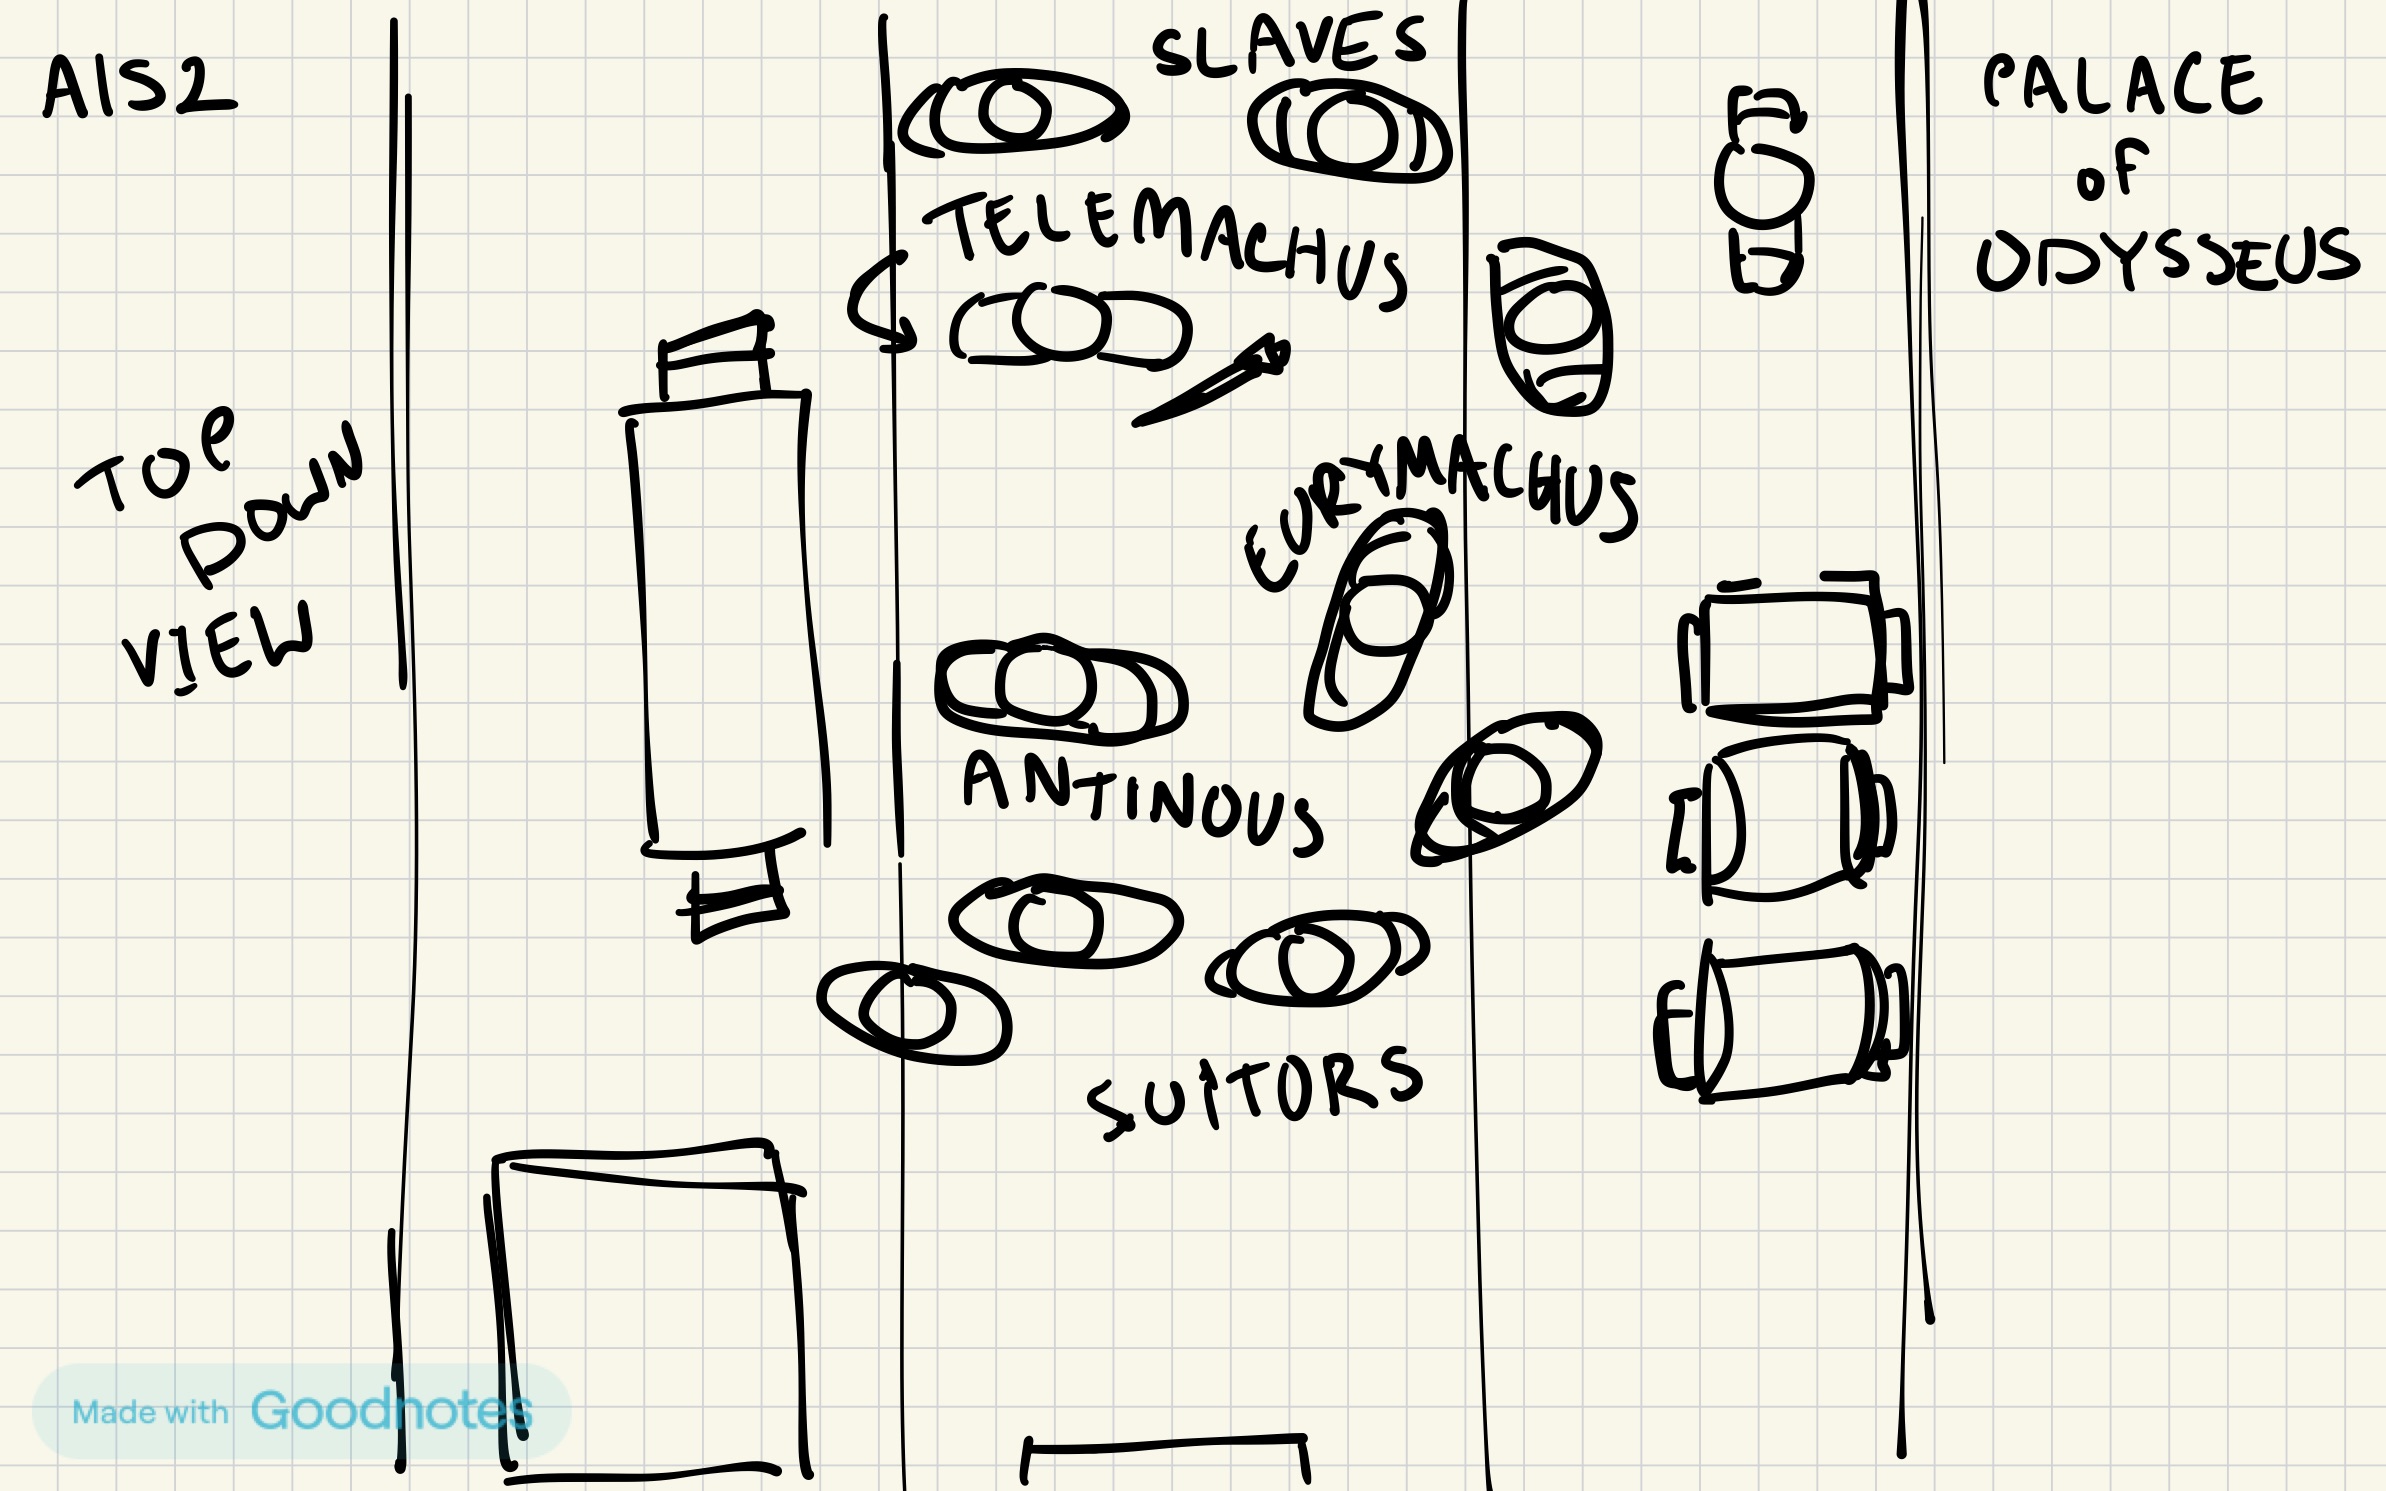 A1S2
SLAVES
PALACE
OF
ODYSSEUS
TELEMACHUS
TOP
DOWN
VIEW
EURYMACHUS
ANTINOUS
SUITORS
Made with Goodnotes